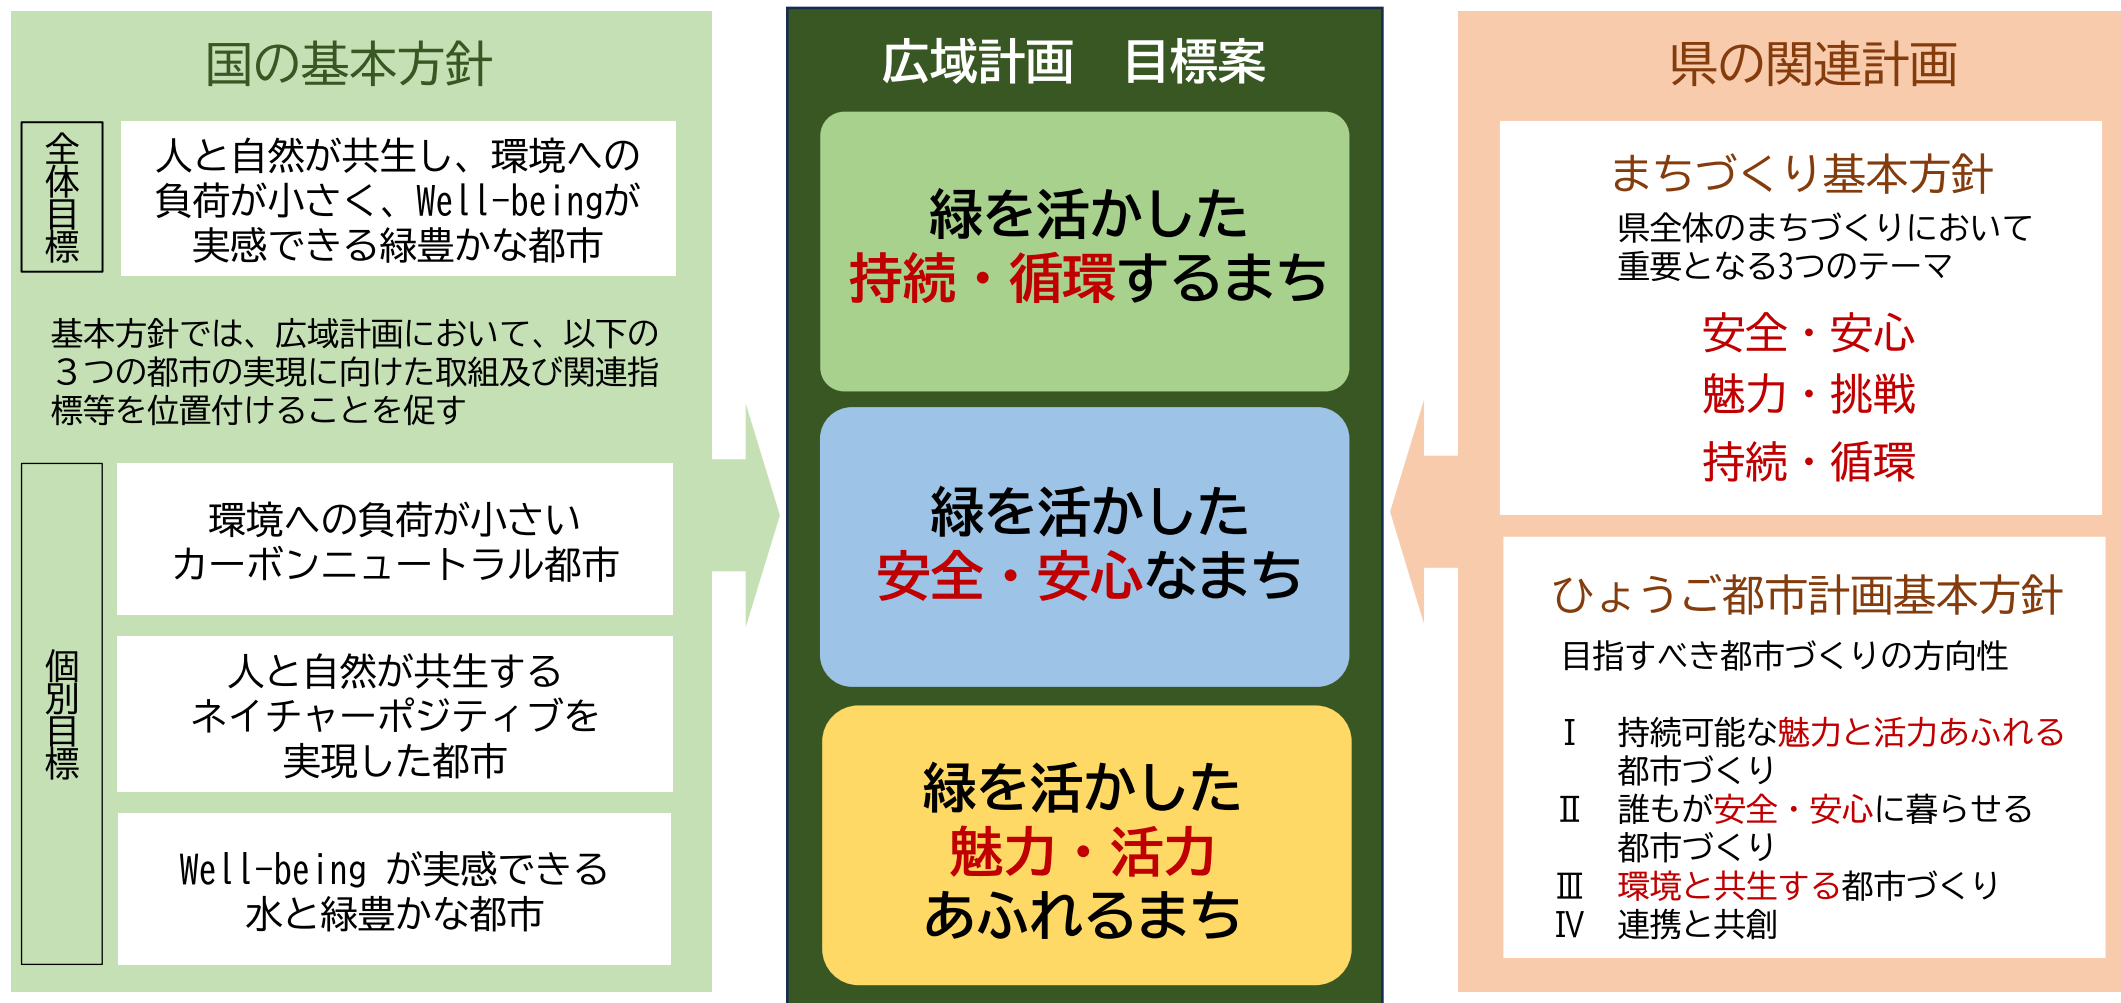 国の基本方針
全体目標
人と自然が共生し、環境への
負荷が小さく、Well-beingが
実感できる緑豊かな都市
基本方針では、広域計画において、以下の
３つの都市の実現に向けた取組及び関連指
標等を位置付けることを促す
個別目標
環境への負荷が小さい
カーボンニュートラル都市
人と自然が共生する
ネイチャーポジティブを
実現した都市
Well-being が実感できる
水と緑豊かな都市
広域計画　目標案
緑を活かした
持続・循環するまち
緑を活かした
安全・安心なまち
緑を活かした
魅力・活力
あふれるまち
県の関連計画
まちづくり基本方針
県全体のまちづくりにおいて
重要となる3つのテーマ
安全・安心
魅力・挑戦
持続・循環
ひょうご都市計画基本方針
目指すべき都市づくりの方向性
Ⅰ　持続可能な魅力と活力あふれる
都市づくり
Ⅱ　誰もが安全・安心に暮らせる
都市づくり
Ⅲ　環境と共生する都市づくり
Ⅳ　連携と共創